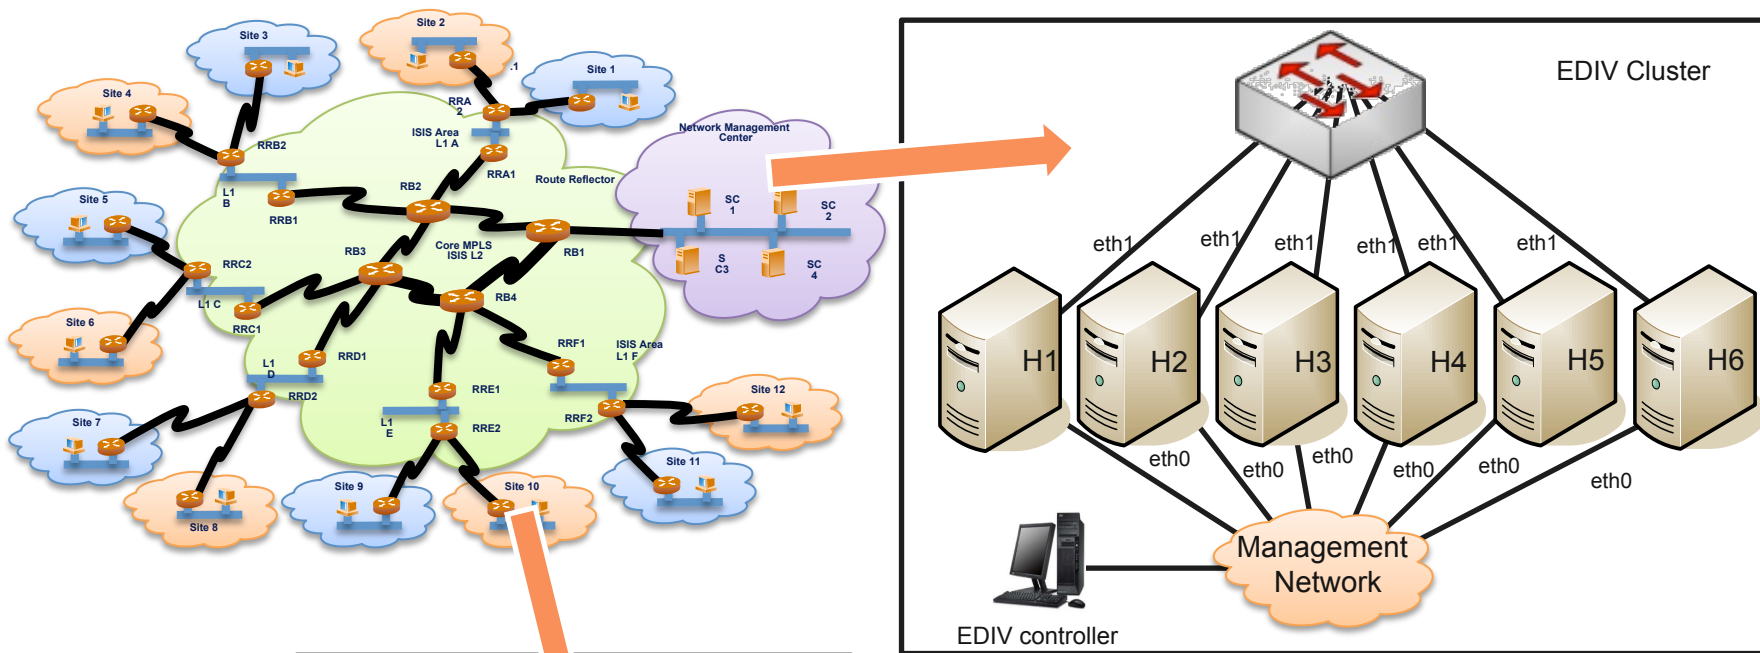 Site 2
Site 3
.1
Site 1
Site 4
RRA
2
Network Management
Center
ISIS Area
L1 A
RRB2
RRA1
Route Reflector
RB2
L1
B
SC
1
SC
2
Site 5
RRB1
Core MPLS
ISIS L2
RB3
RB1
RRC2
S
C3
SC
4
L1 C
RB4
Site 6
RRC1
RRF1
ISIS Area
L1 F
RRD1
L1
D
RRE1
Site 12
RRD2
RRF2
Site 7
L1
E
RRE2
Site 11
Site 9
Site 10
Site 8
EDIV Cluster
eth1
eth1
eth1
eth1
eth1
eth1
H1
H2
H3
H4
H5
H6
eth0
eth0
eth0
eth0
eth0
eth0
Management
Network
EDIV controller